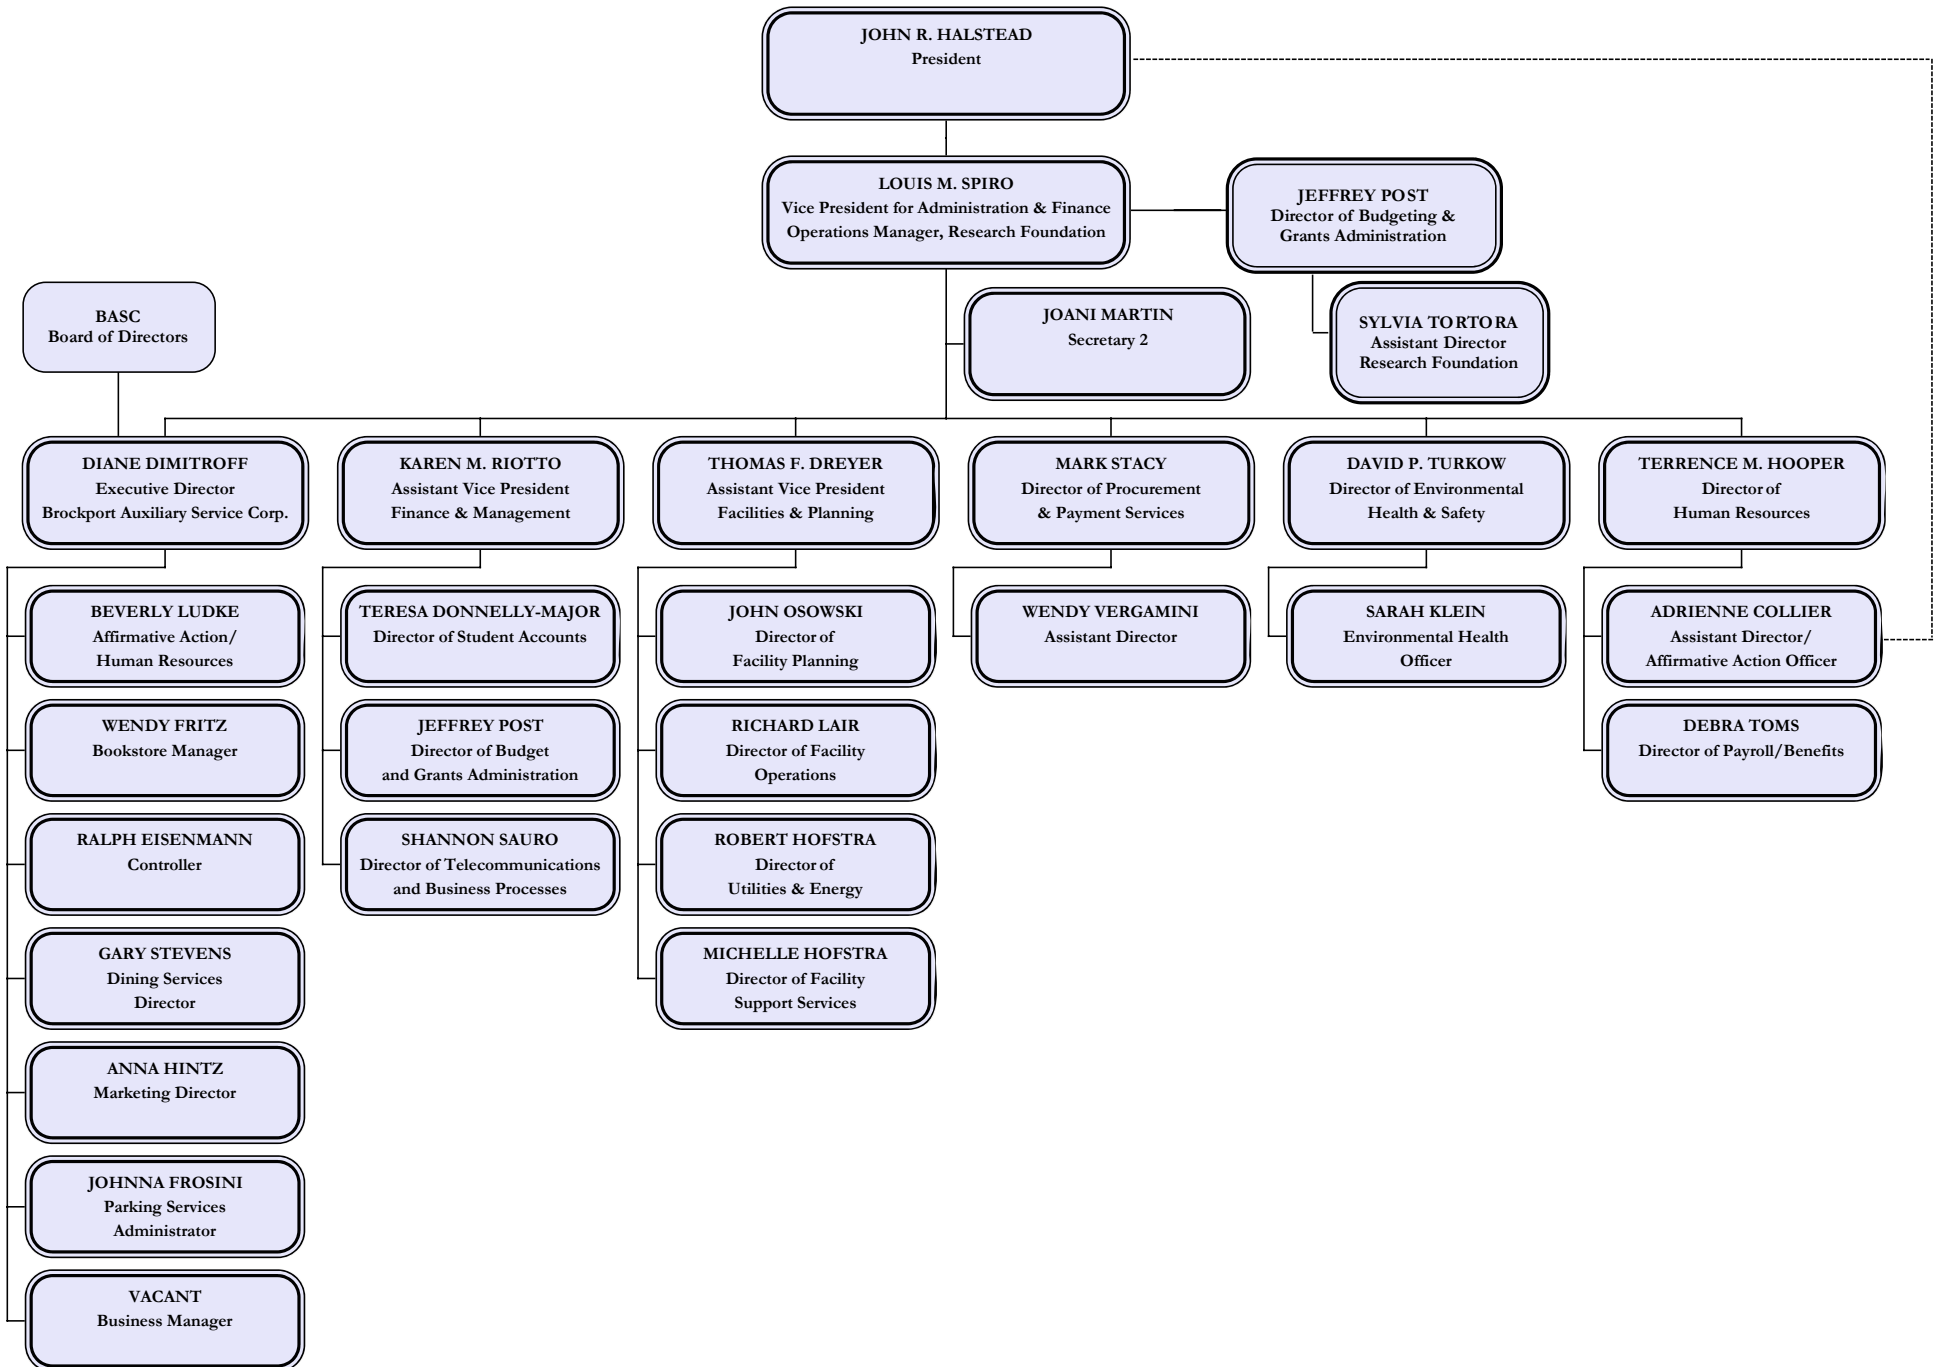 JOHN R. HALSTEAD
President
LOUIS M. SPIRO
Vice President for Administration & Finance
Operations Manager, Research Foundation
JEFFREY POST
Director of Budgeting &
Grants Administration
BASC
Board of Directors
JOANI MARTIN
Secretary 2
SYLVIA TORTORA
Assistant Director
Research Foundation
DIANE DIMITROFF
Executive Director
Brockport Auxiliary Service Corp.
KAREN M. RIOTTO
Assistant Vice President
Finance & Management
THOMAS F. DREYER
Assistant Vice President
Facilities & Planning
MARK STACY
Director of Procurement
& Payment Services
DAVID P. TURKOW
Director of Environmental
Health & Safety
TERRENCE M. HOOPER
Director of
Human Resources
BEVERLY LUDKE
Affirmative Action/
Human Resources
WENDY FRITZ
Bookstore Manager
RALPH EISENMANN
Controller
GARY STEVENS
Dining Services
Director
ANNA HINTZ
Marketing Director
JOHNNA FROSINI
Parking Services
Administrator
VACANT
Business Manager
TERESA DONNELLY-MAJOR
Director of Student Accounts
JEFFREY POST
Director of Budget
and Grants Administration
SHANNON SAURO
Director of Telecommunications
and Business Processes
JOHN OSOWSKI
Director of
Facility Planning
RICHARD LAIR
Director of Facility
Operations
ROBERT HOFSTRA
Director of
Utilities & Energy
MICHELLE HOFSTRA
Director of Facility
Support Services
WENDY VERGAMINI
Assistant Director
SARAH KLEIN
Environmental Health
Officer
ADRIENNE COLLIER
Assistant Director/
Affirmative Action Officer
DEBRA TOMS
Director of Payroll/Benefits